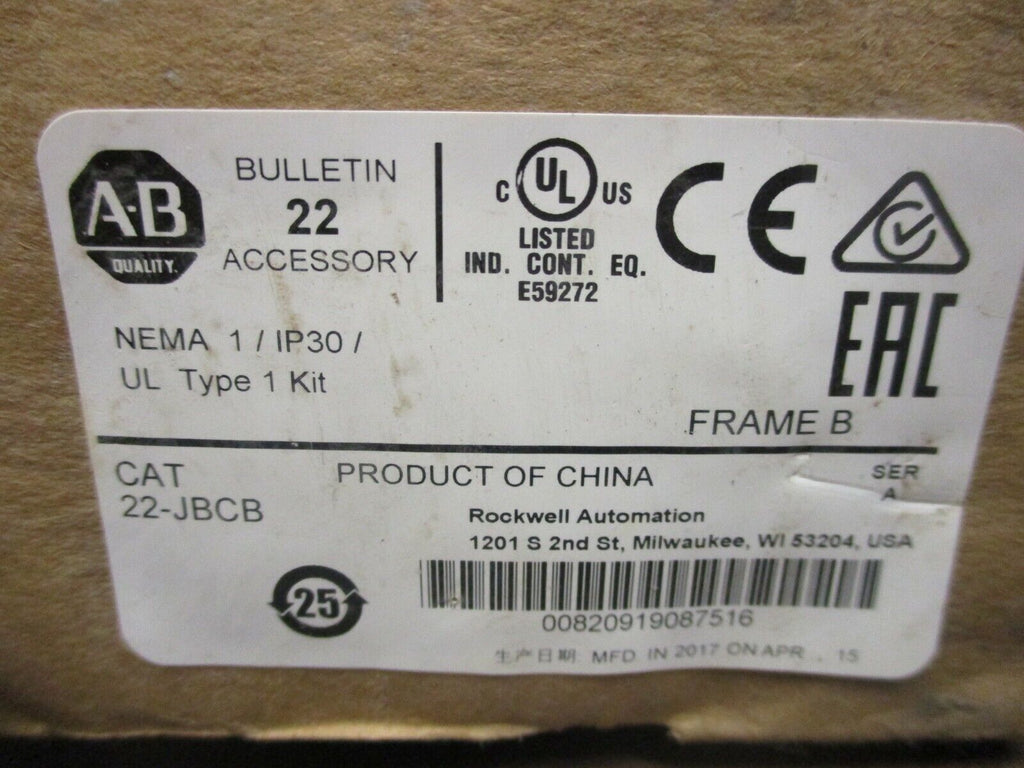 A-B
QUALITY
BULLETIN
22
ACCESSORY
C UL US
LISTED
IND. CONT. EQ.
E59272
CE
EAC
NEMA 1 / IP30 /
UL Type 1 Kit
FRAME B
CAT
22-JBCB
PRODUCT OF CHINA
SER
A
Rockwell Automation
1201 S 2nd St, Milwaukee, WI 53204, USA
25
00820919087516
生产日期 MFD IN 2017 ON APR . 15